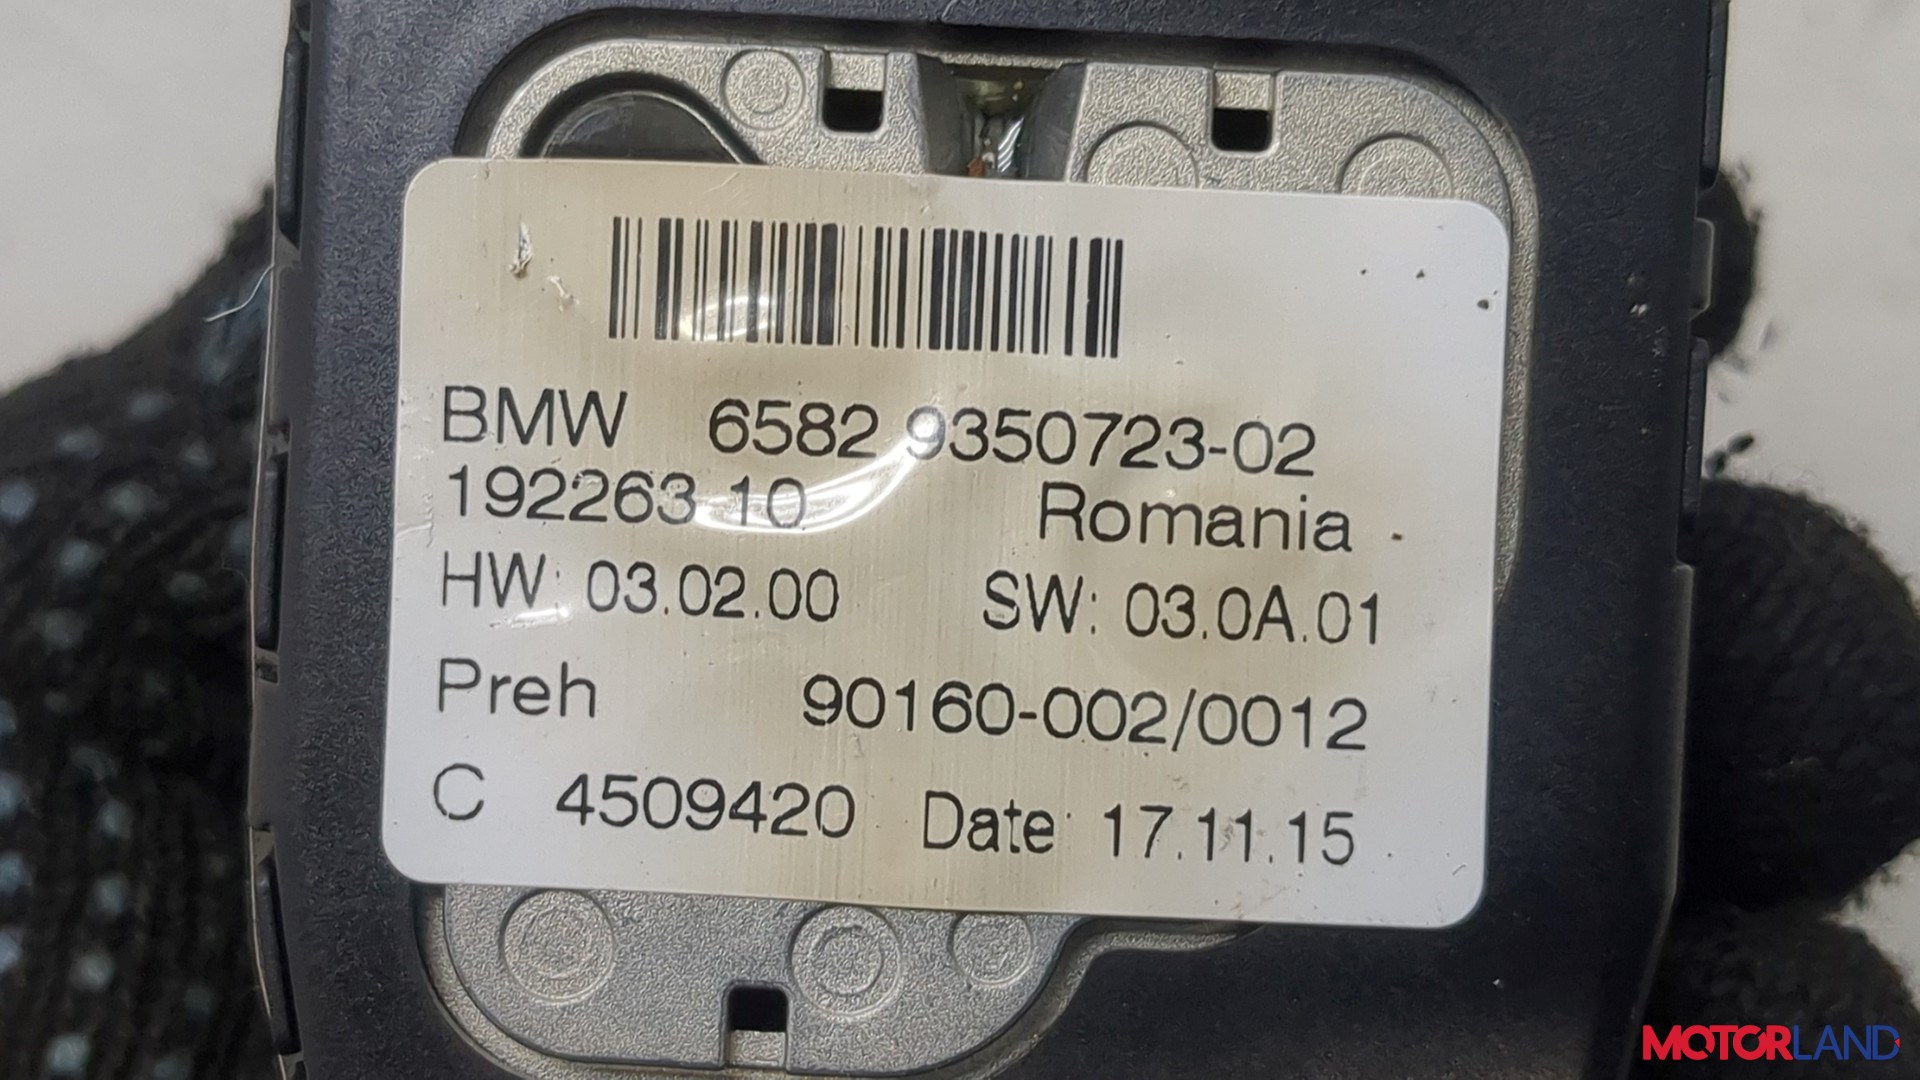 BMW 6582 9350723-02
192263 10 Romania
HW: 03.02.00 SW: 03.0A.01
Preh 90160-002/0012
C 4509420 Date: 17.11.15
MOTORLAND